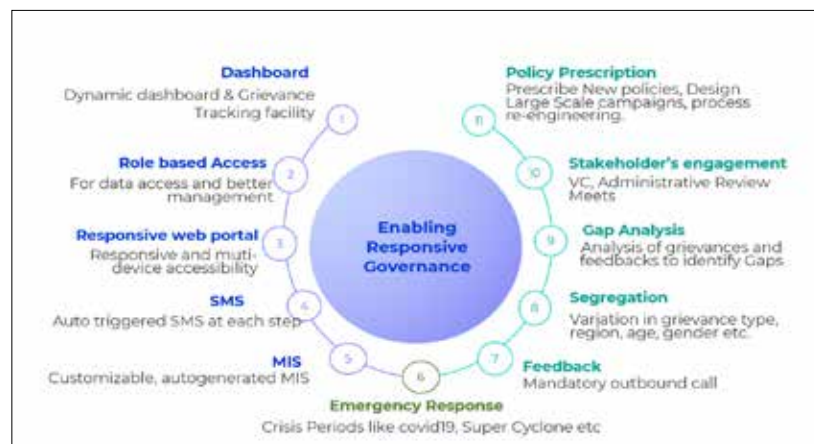 Dashboard
Dynamic dashboard & Grievance
Tracking facility
1
Role based Access
For data access and better
management
2
Responsive web portal
Responsive and muti-
device accessibility
3
SMS
Auto triggered SMS at each step
4
MIS
Customizable, autogenerated MIS
5
6
Emergency Response
Crisis Periods like covid19, Super Cyclone etc
Enabling
Responsive
Governance
7
Feedback
Mandatory outbound call
8
Segregation
Variation in grievance type,
region, age, gender etc.
9
Gap Analysis
Analysis of grievances and
feedbacks to identify Gaps
10
Stakeholder's engagement
VC, Administrative Review
Meets
11
Policy Prescription
Prescribe New policies, Design
Large Scale campaigns, process
re-engineering.